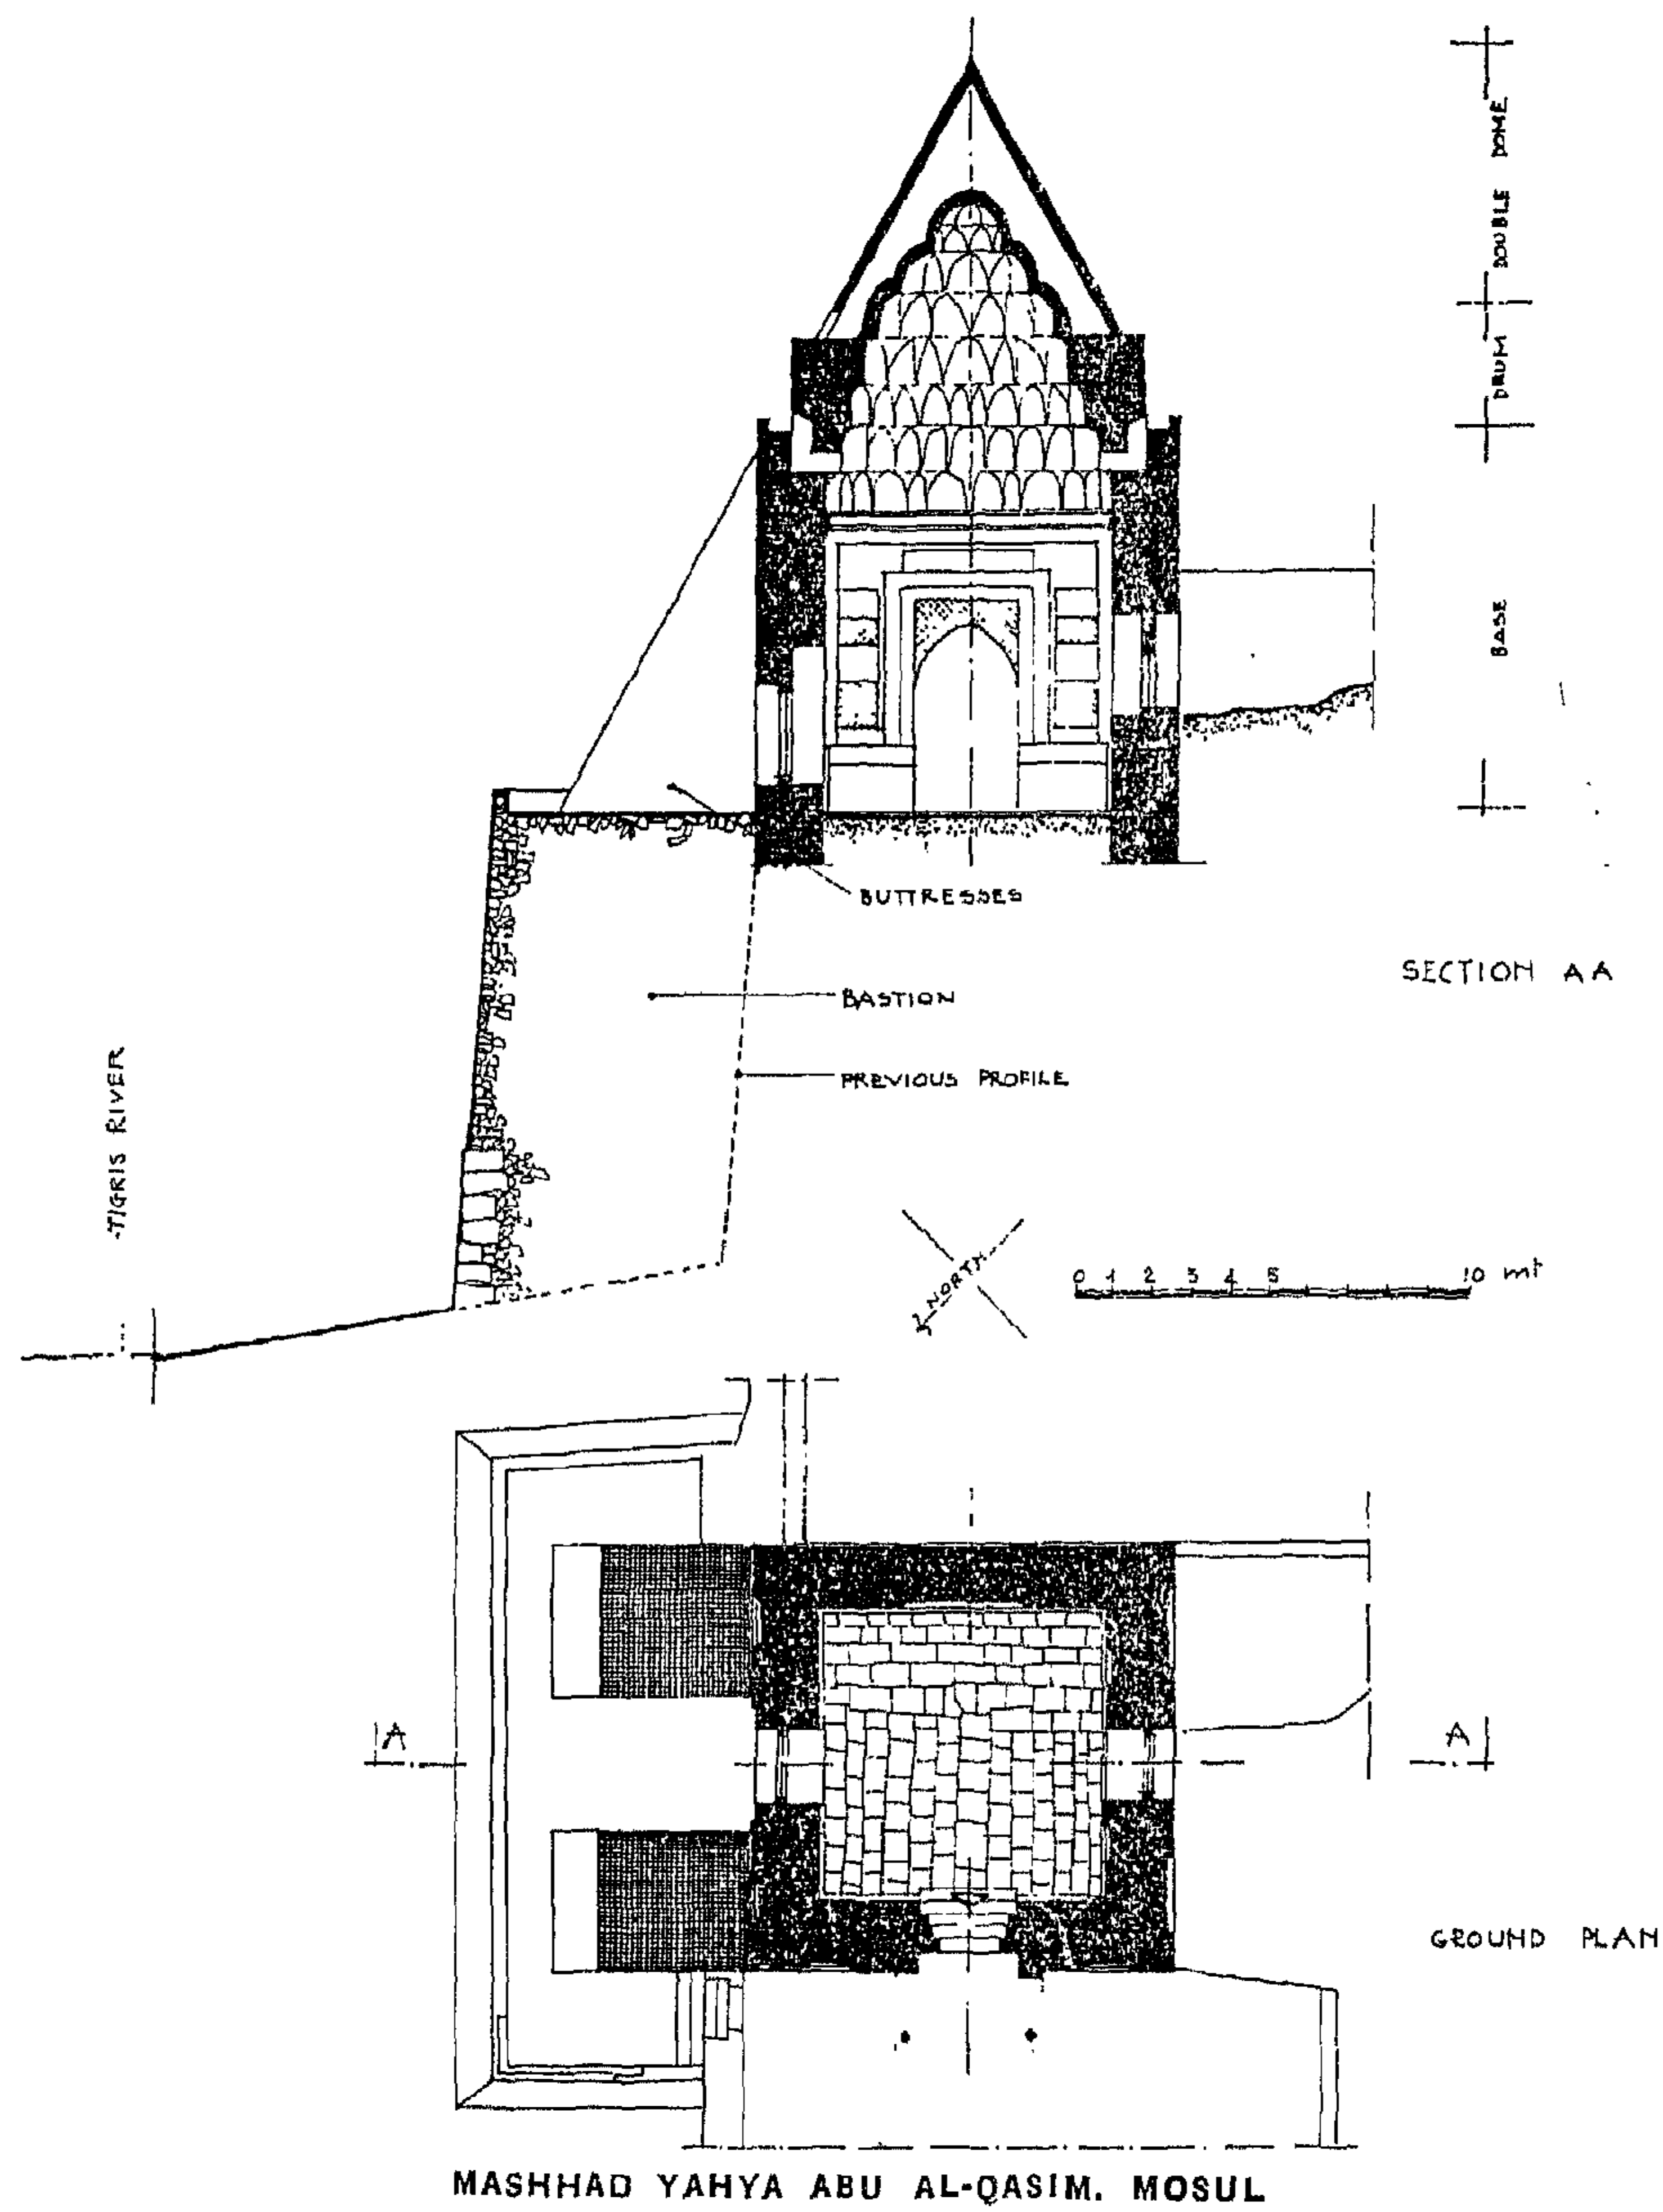 DOUBLE DOME
DRUM
BASE
BUTTRESSES
SECTION AA
BASTION
PREVIOUS PROFILE
TIGRIS RIVER
NORTH
0 1 2 3 4 5 10 mt
A A
GROUND PLAN
MASHHAD YAHYA ABU AL-QASIM. MOSUL